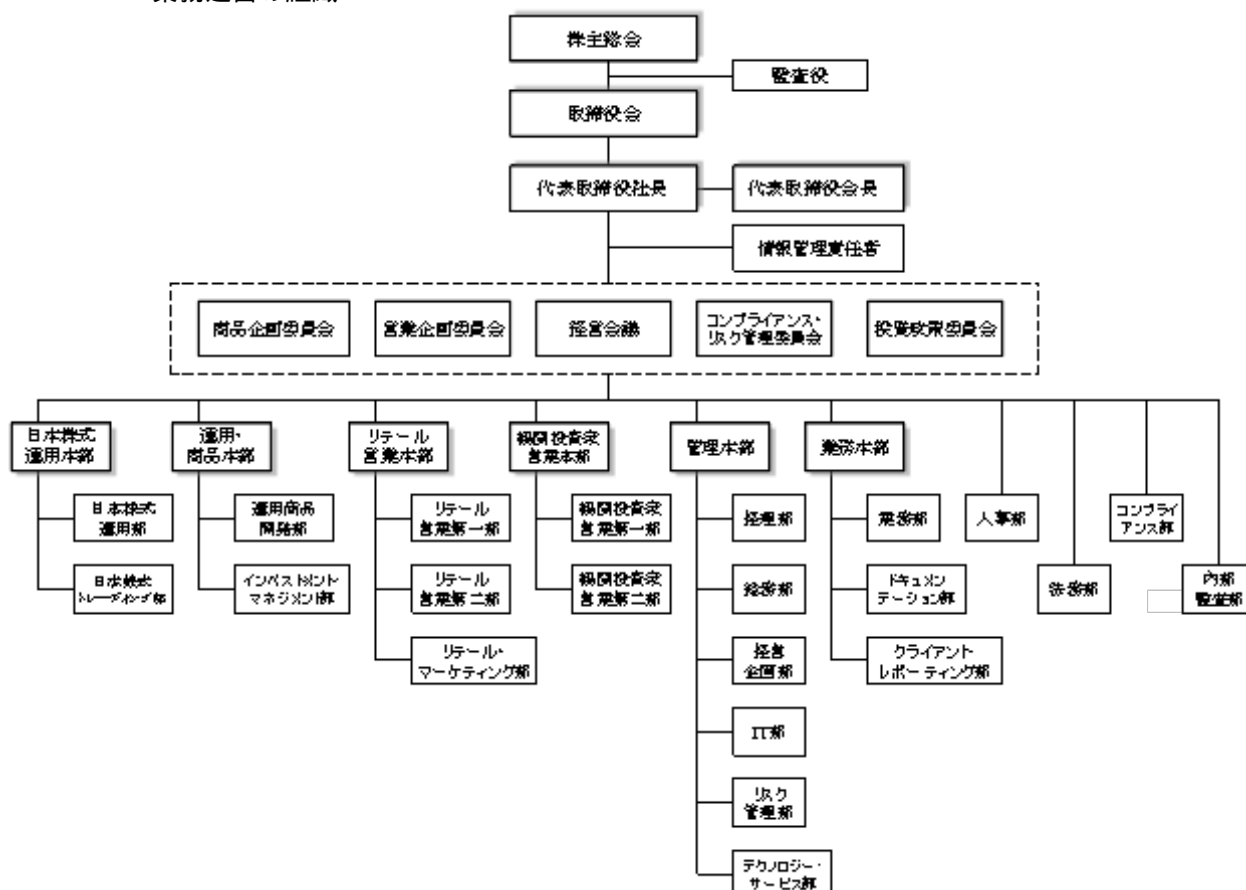 株主総会
監査役
取締役会
代表取締役社長
代表取締役会長
情報管理責任者
商品企画委員会
営業企画委員会
経営会議
コンプライアンス・
リスク管理委員会
投資政策委員会
日本株式
運用本部
運用・
商品本部
リテール
営業本部
機関投資家
営業本部
管理本部
業務本部
日本株式
運用部
運用商品
開発部
リテール
営業第一部
機関投資家
営業第一部
経理部
業務部
人事部
コンプライ
アンス部
日本株式
トレーディング部
インベストメント
マネジメント部
リテール
営業第二部
機関投資家
営業第二部
総務部
ドキュメン
テーション部
法務部
内部
監査部
リテール・
マーケティング部
経営
企画部
クライアント
レポーティング部
IT部
リスク
管理部
テクノロジー・
サービス部